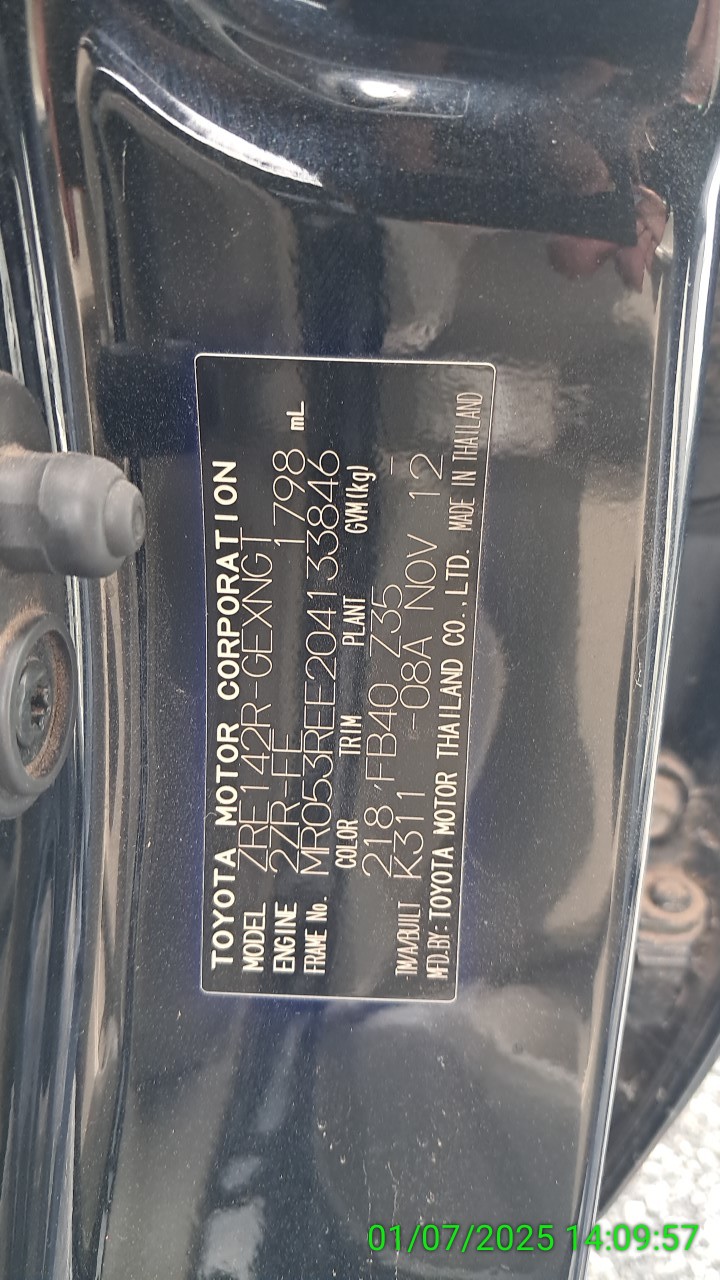 TOYOTA MOTOR CORPORATION
MODEL ZRE142R-GEXNGT
ENGINE 2ZR-FE 1798 mL
FRAME No. MR053REE204133846
COLOR TRIM PLANT GVM(kg)
218 /FB40 Z35 -
TM/A/BUILT K311 -08A NOV 12
MFD.BY: TOYOTA MOTOR THAILAND CO.,LTD. MADE IN THAILAND
01/07/2025 14:09:57